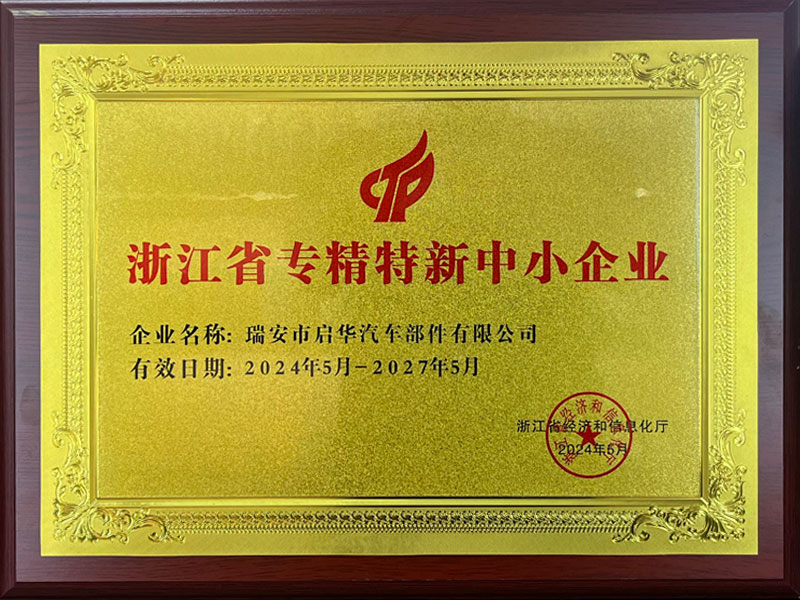 浙江省专精特新中小企业
企业名称: 瑞安市启华汽车部件有限公司
有效日期: 2024年5月-2027年5月
浙江省经济和信息化厅
2024年5月